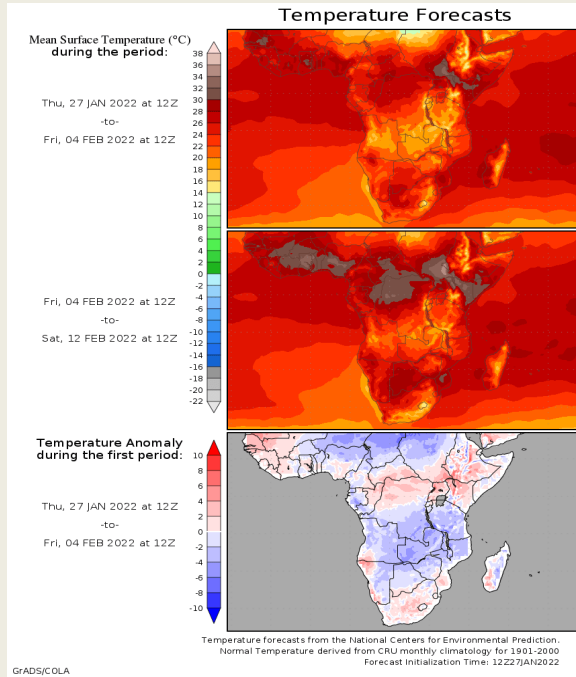 Temperature Forecasts
Mean Surface Temperature (°C)
during the period:
Thu, 27 JAN 2022 at 12Z
-to-
Fri, 04 FEB 2022 at 12Z
38
36
34
32
30
28
26
24
22
20
18
16
14
12
10
8
6
4
2
0
-2
-4
-6
-8
-10
-12
-14
-16
-18
-20
-22
Fri, 04 FEB 2022 at 12Z
-to-
Sat, 12 FEB 2022 at 12Z
Temperature Anomaly
during the first period:
Thu, 27 JAN 2022 at 12Z
-to-
Fri, 04 FEB 2022 at 12Z
10
8
6
4
2
0
-2
-4
-6
-8
-10
Temperature forecasts from the National Centers for Environmental Prediction.
Normal Temperature derived from CRU monthly climatology for 1901-2000
Forecast Initialization Time: 12Z27JAN2022
GrADS/COLA